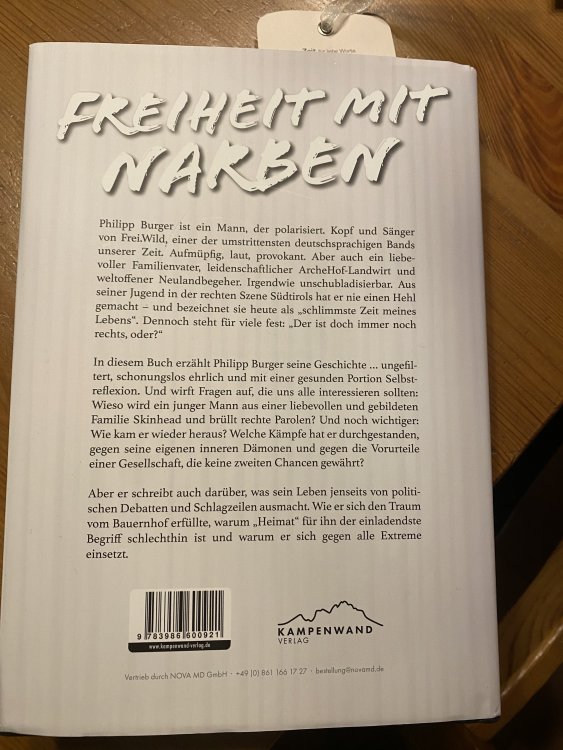 Zeit
FREIHEIT MIT
NARBEN
Philipp Burger ist ein Mann, der polarisiert. Kopf und Sänger
von Frei.Wild, einer der umstrittensten deutschsprachigen Bands
unserer Zeit. Aufmüpfig, laut, provokant. Aber auch ein liebe-
voller Familienvater, leidenschaftlicher ArcheHof-Landwirt und
weltoffener Neulandbegeher. Irgendwie unschubladisierbar. Aus
seiner Jugend in der rechten Szene Südtirols hat er nie einen Hehl
gemacht – und bezeichnet sie heute als „schlimmste Zeit meines
Lebens“. Dennoch steht für viele fest: „Der ist doch immer noch
rechts, oder?“
In diesem Buch erzählt Philipp Burger seine Geschichte ... ungefil-
tert, schonungslos ehrlich und mit einer gesunden Portion Selbst-
reflexion. Und wirft Fragen auf, die uns alle interessieren sollten:
Wieso wird ein junger Mann aus einer liebevollen und gebildeten
Familie Skinhead und brüllt rechte Parolen? Und noch wichtiger:
Wie kam er wieder heraus? Welche Kämpfe hat er durchgestanden,
gegen seine eigenen inneren Dämonen und gegen die Vorurteile
einer Gesellschaft, die keine zweiten Chancen gewährt?
Aber er schreibt auch darüber, was sein Leben jenseits von politi-
schen Debatten und Schlagzeilen ausmacht. Wie er sich den Traum
vom Bauernhof erfüllte, warum „Heimat“ für ihn der einladendste
Begriff schlechthin ist und warum er sich gegen alle Extreme
einsetzt.
9 783986 600921
www.kampenwand-verlag.de
KAMPENWAND
VERLAG
Vertrieb durch NOVA MD GmbH · +49 (0) 861 166 17 27 · bestellung@novamd.de